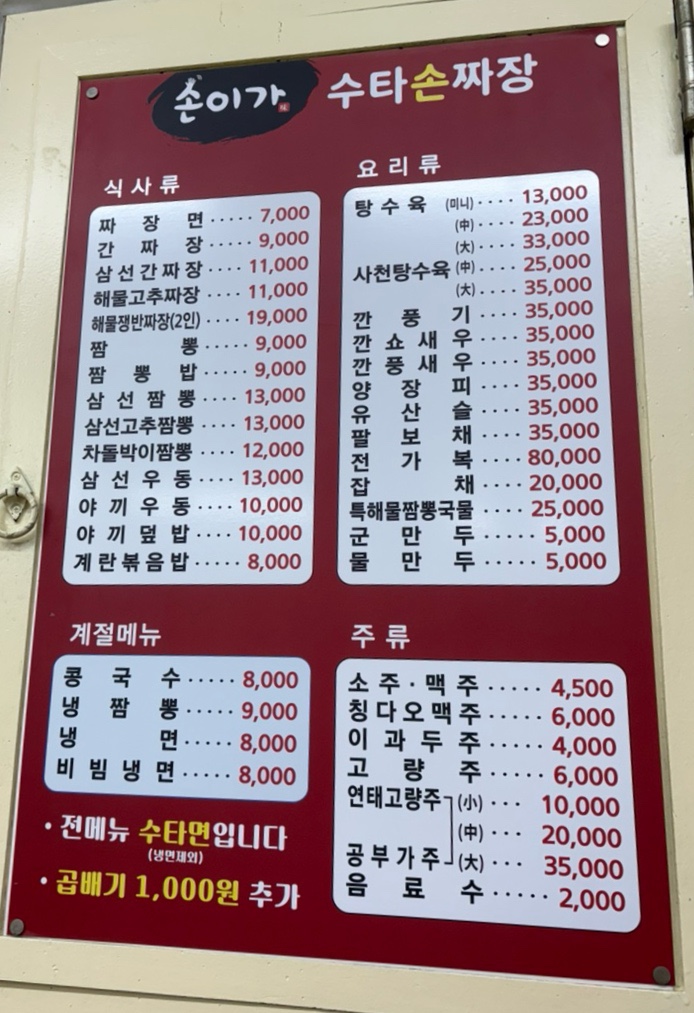 손이가 수타손짜장
식사류
짜장면 ····· 7,000
간짜장 ····· 9,000
삼선간짜장 ···· 11,000
해물고추짜장 ···· 11,000
해물쟁반짜장(2인) ···· 19,000
짬뽕 ····· 9,000
짬뽕밥 ····· 9,000
삼선짬뽕 ···· 13,000
삼선고추짬뽕 ···· 13,000
차돌박이짬뽕 ···· 12,000
삼선우동 ···· 13,000
야끼우동 ···· 10,000
야끼덮밥 ···· 10,000
계란볶음밥 ····· 8,000
요리류
탕수육 (미니) ···· 13,000
(中) ···· 23,000
(大) ···· 33,000
사천탕수육 (中) ···· 25,000
(大) ···· 35,000
깐풍기 ···· 35,000
깐쇼새우 ···· 35,000
깐풍새우 ···· 35,000
양장피 ···· 35,000
유산슬 ···· 35,000
팔보채 ···· 35,000
전가복 ···· 80,000
잡채 ···· 20,000
특해물짬뽕국물 ···· 25,000
군만두 ····· 5,000
물만두 ····· 5,000
계절메뉴
콩국수 ····· 8,000
냉짬뽕 ····· 9,000
냉면 ····· 8,000
비빔냉면 ····· 8,000
• 전메뉴 수타면입니다
(냉면제외)
• 곱배기 1,000원 추가
주류
소주·맥주 ····· 4,500
칭다오맥주 ····· 6,000
이과두주 ····· 4,000
고량주 ····· 6,000
연태고량주 (小) ··· 10,000
(中) ··· 20,000
공부가주 (大) ··· 35,000
음료수 ····· 2,000